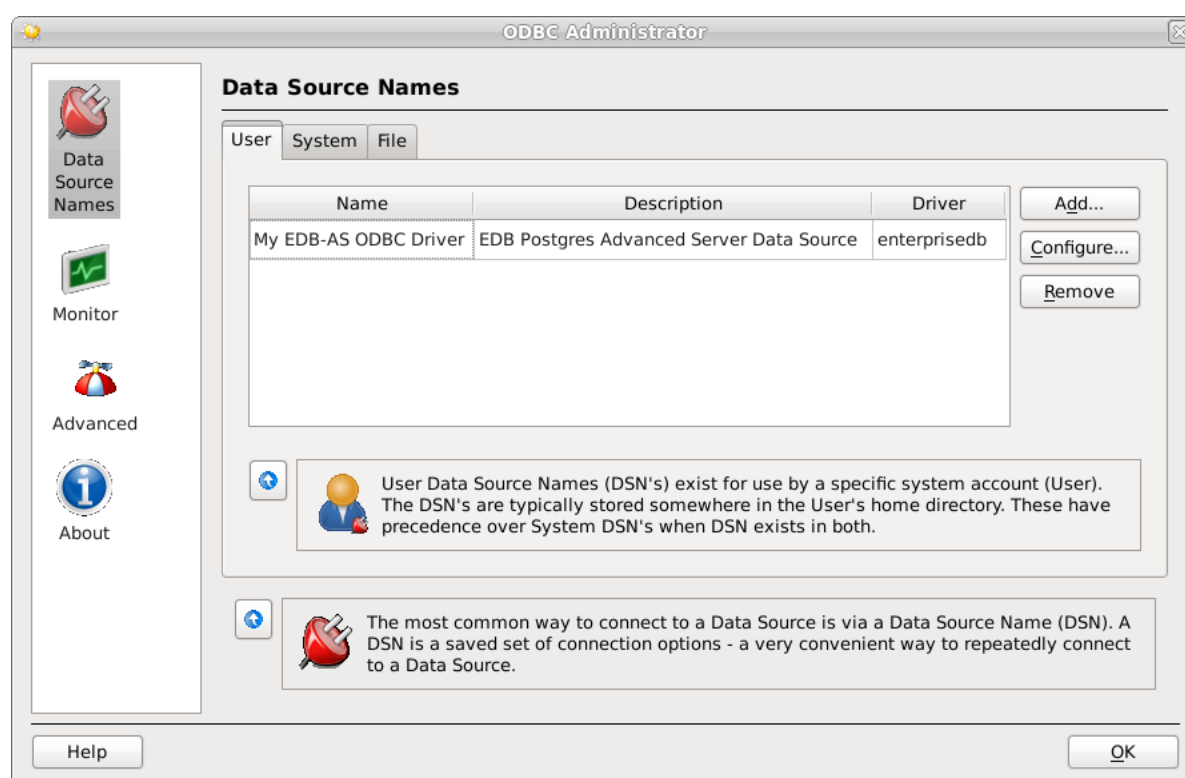 ODBC Administrator
Data Source Names
Data
Source
Names
Monitor
Advanced
About
User System File
Name Description Driver
My EDB-AS ODBC Driver EDB Postgres Advanced Server Data Source enterprisedb
Add...
Configure...
Remove
User Data Source Names (DSN's) exist for use by a specific system account (User).
The DSN's are typically stored somewhere in the User's home directory. These have
precedence over System DSN's when DSN exists in both.
The most common way to connect to a Data Source is via a Data Source Name (DSN). A
DSN is a saved set of connection options - a very convenient way to repeatedly connect
to a Data Source.
Help
OK